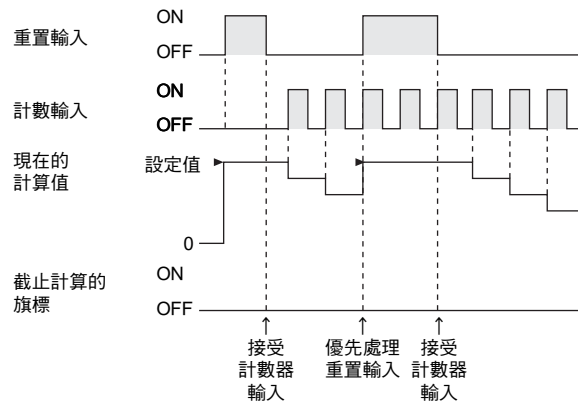 重置輸入
ON
OFF
計數輸入
ON
OFF
現在的
計算值
設定值
0
截止計算的
旗標
ON
OFF
接受
計數器
輸入
優先處理
重置輸入
接受
計數器
輸入